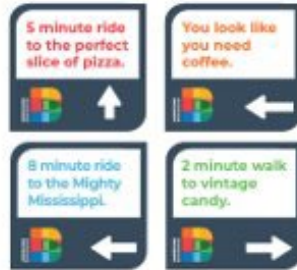 5 minute ride
to the perfect
slice of pizza.
You look like
you need
coffee.
8 minute ride
to the Mighty
Mississippi.
2 minute walk
to vintage
candy.